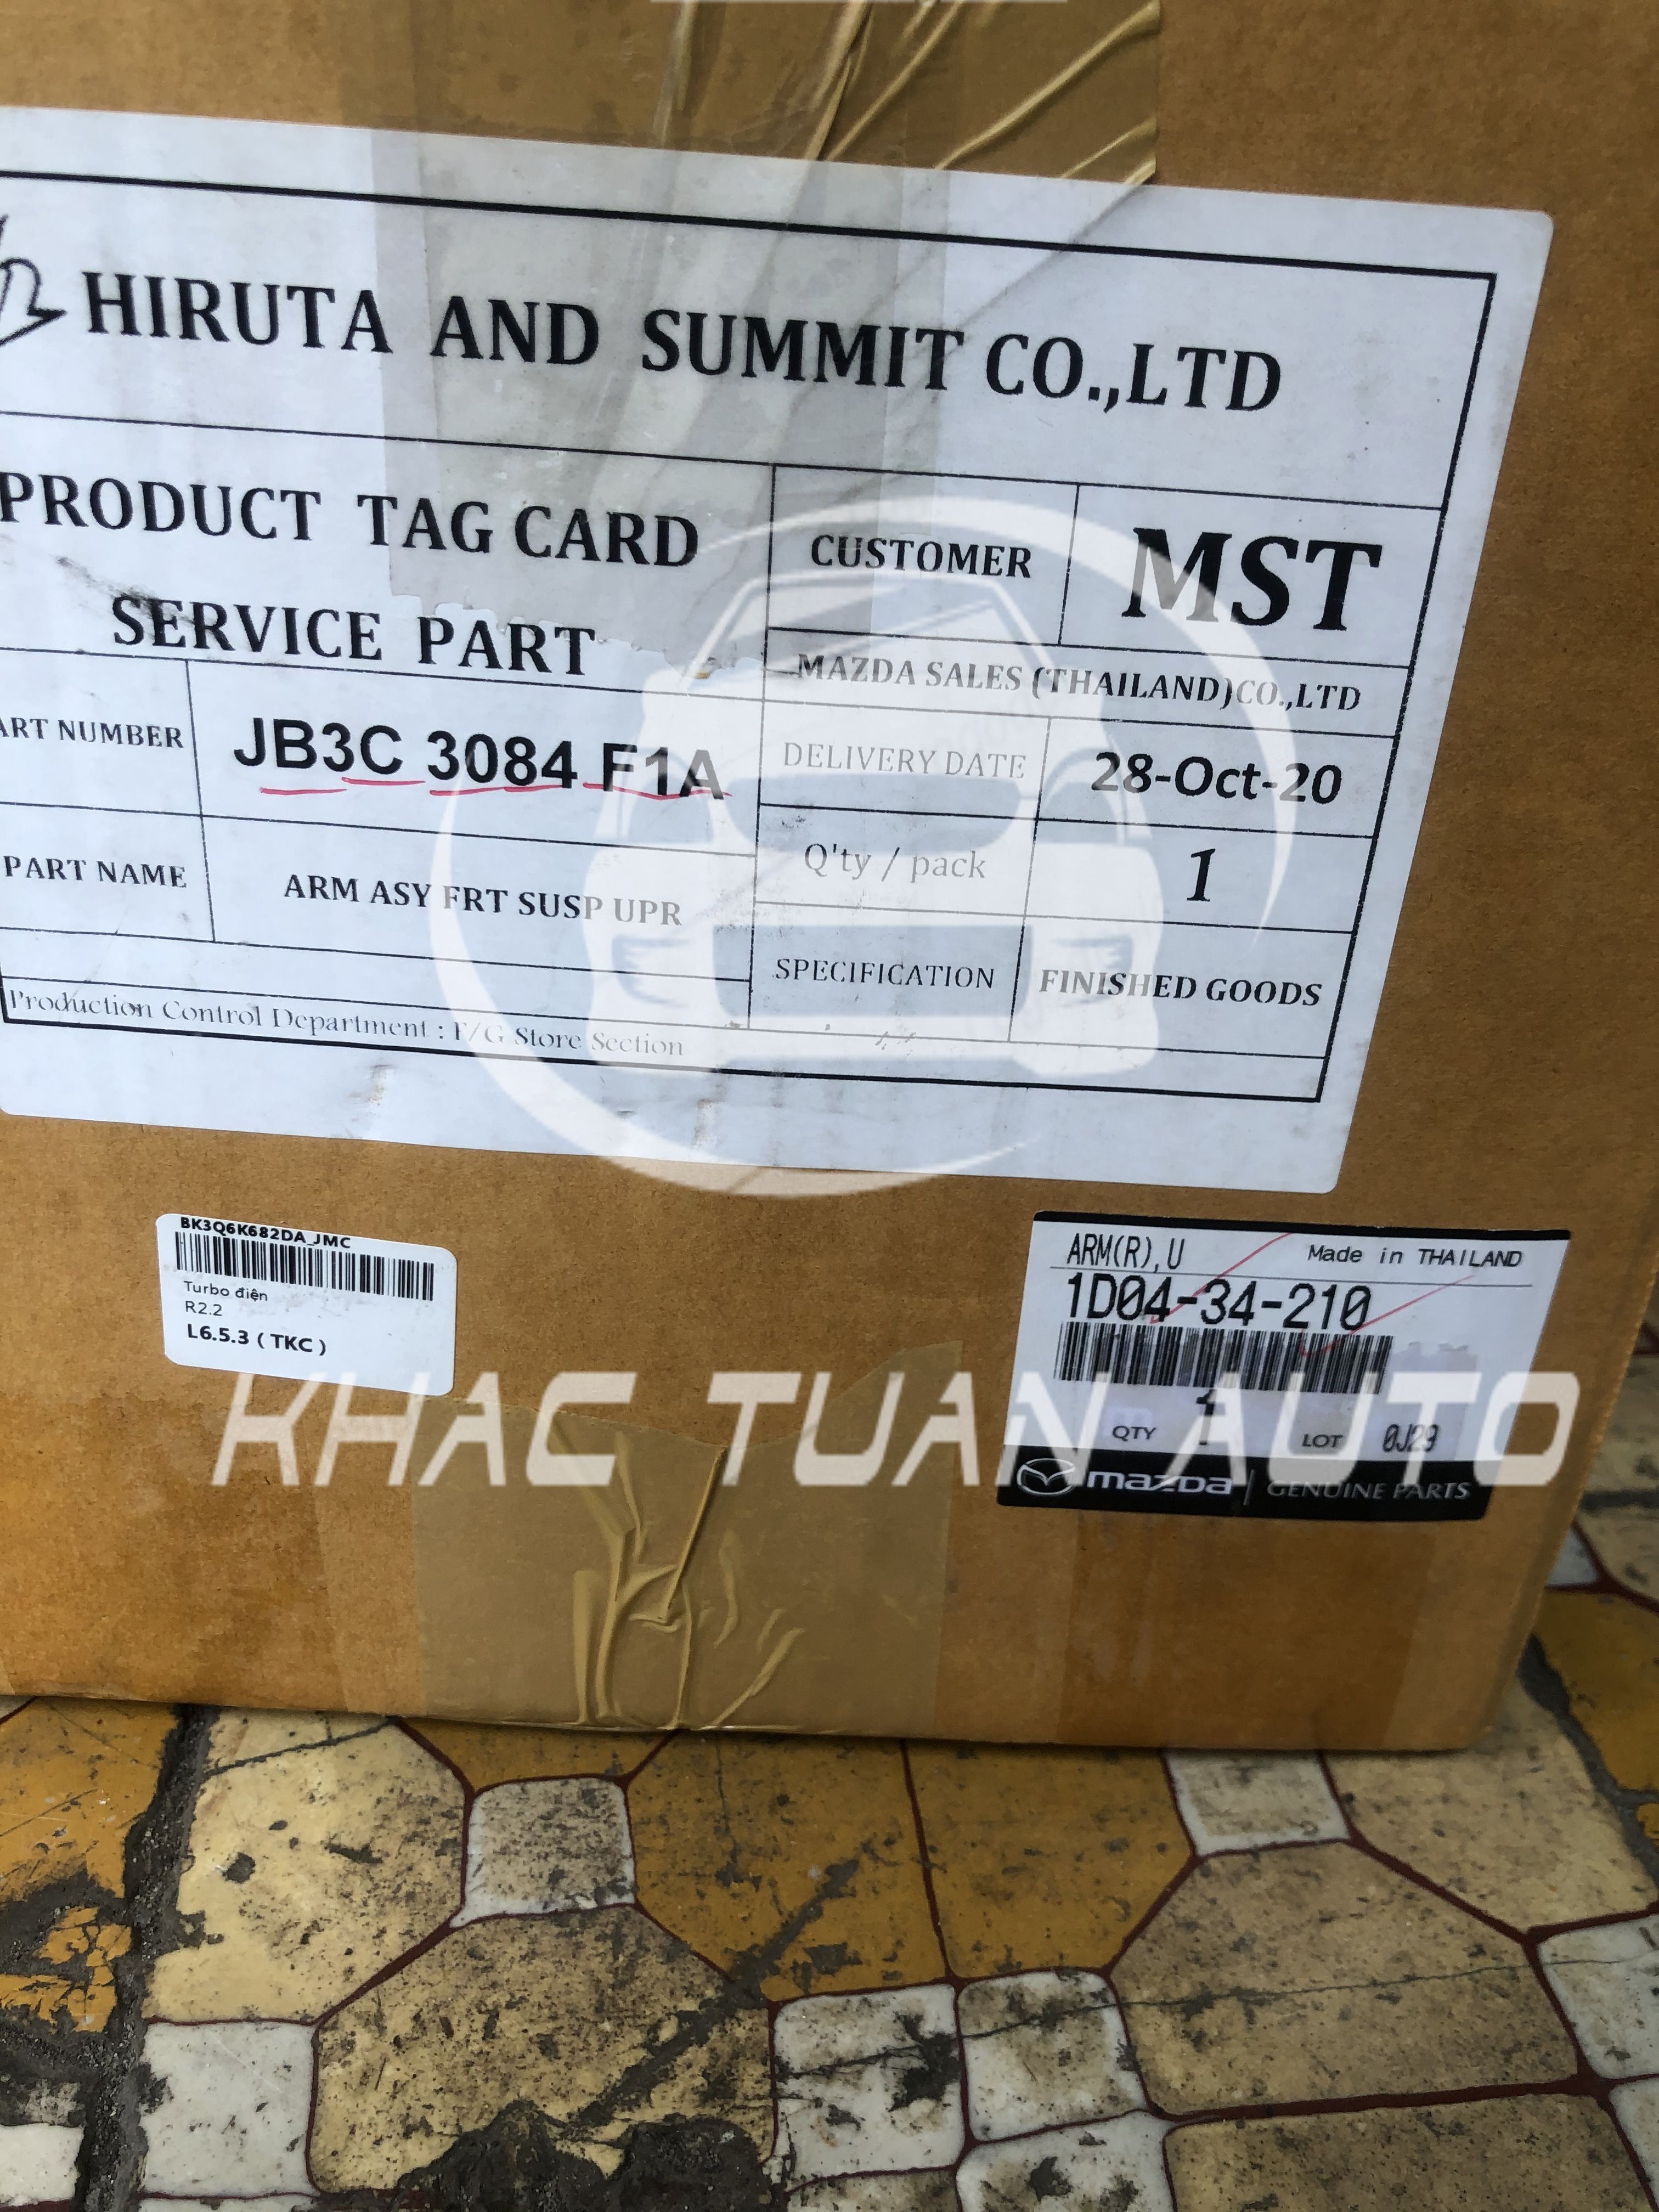 HIRUTA AND SUMMIT CO.,LTD
PRODUCT TAG CARD
SERVICE PART
CUSTOMER
MST
MAZDA SALES (THAILAND)CO.,LTD
ART NUMBER
JB3C 3084 F1A
DELIVERY DATE
28-Oct-20
PART NAME
ARM ASY FRT SUSP UPR
Q'ty / pack
1
SPECIFICATION
FINISHED GOODS
Production Control Department : F/G Store Section
BK3Q6K682DA_JMC
Turbo điện
R2.2
L6.5.3 ( TKC )
ARM(R),U
Made in THAILAND
1D04-34-210
QTY
1
LOT
0J29
mazda
GENUINE PARTS
KHAC TUAN AUTO